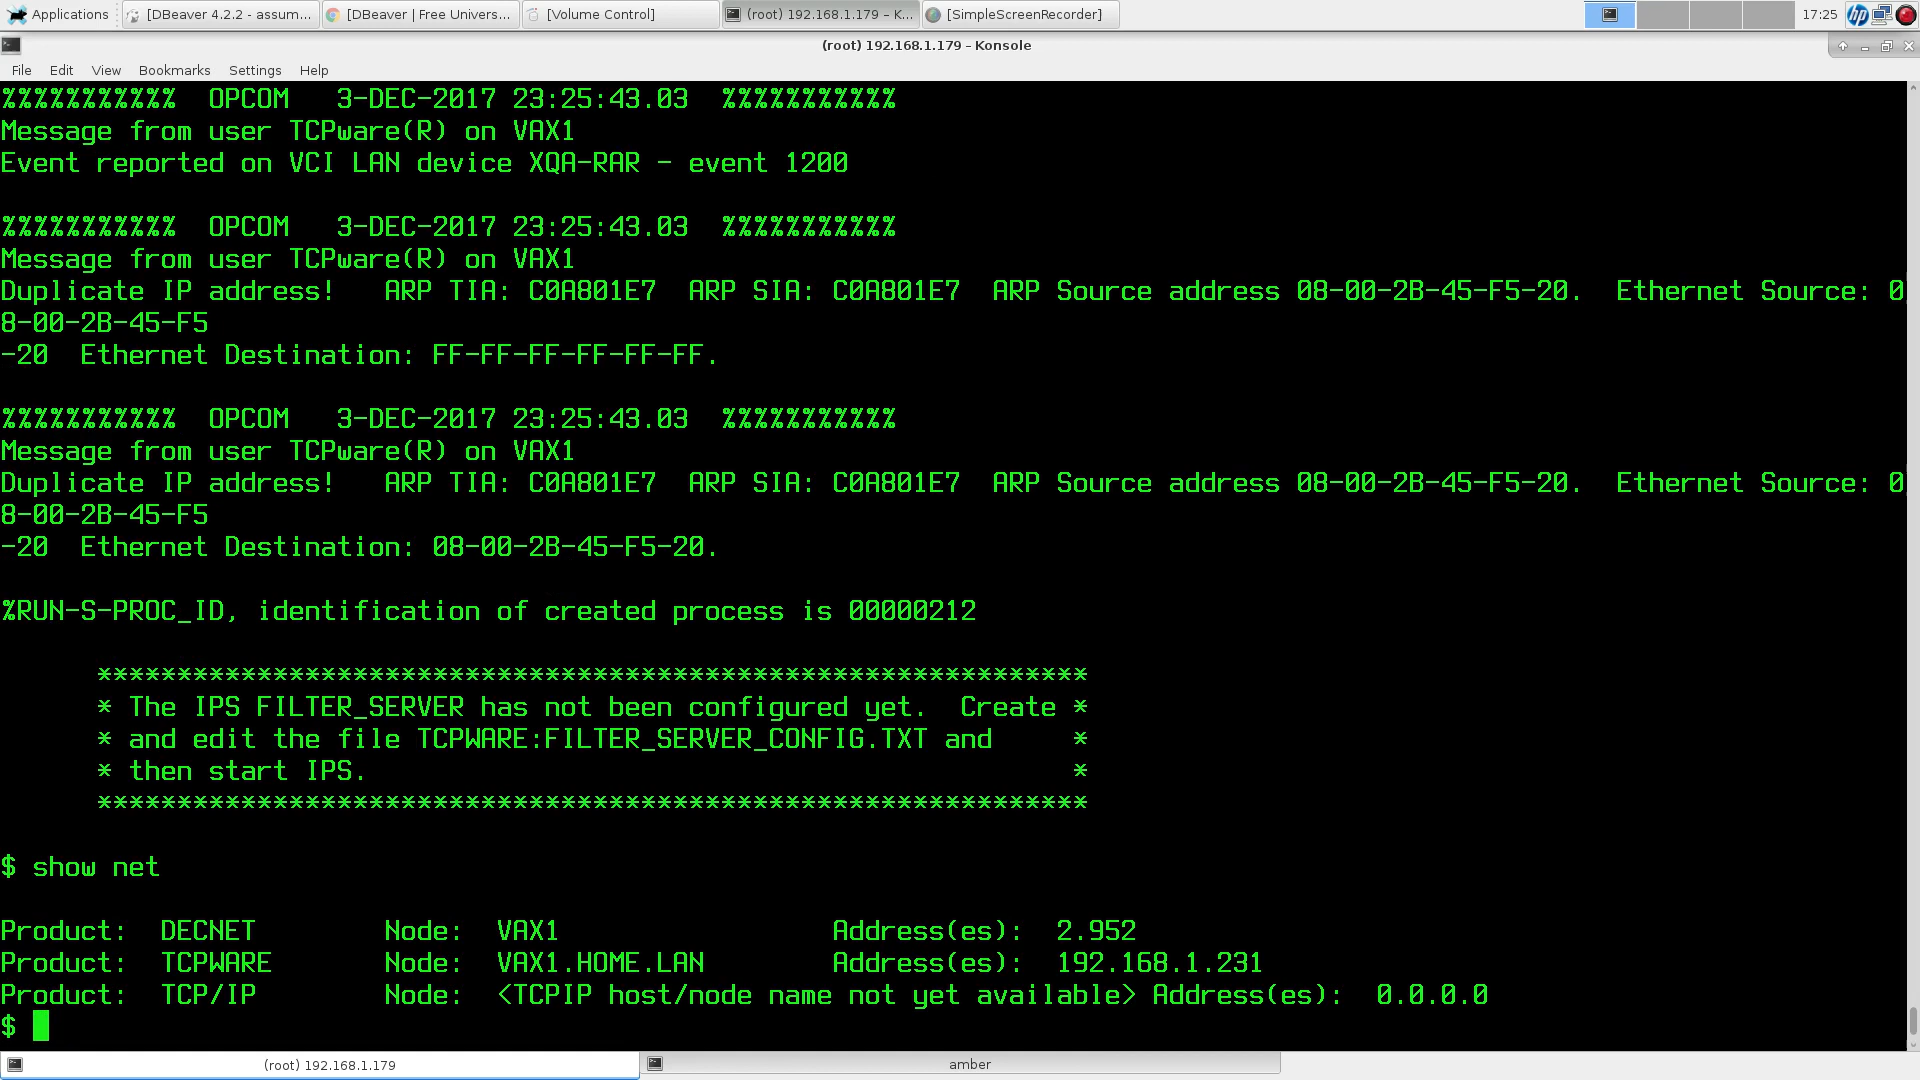 Applications [DBeaver 4.2.2 - assum... [DBeaver | Free Univers... [Volume Control] (root) 192.168.1.179 – K... [SimpleScreenRecorder] 17:25
(root) 192.168.1.179 – Konsole
File Edit View Bookmarks Settings Help
%%%%%%%%%%%  OPCOM   3-DEC-2017 23:25:43.03  %%%%%%%%%%%
Message from user TCPware(R) on VAX1
Event reported on VCI LAN device XQA-RAR - event 1200
%%%%%%%%%%%  OPCOM   3-DEC-2017 23:25:43.03  %%%%%%%%%%%
Message from user TCPware(R) on VAX1
Duplicate IP address!   ARP TIA: C0A801E7  ARP SIA: C0A801E7  ARP Source address 08-00-2B-45-F5-20.  Ethernet Source: 0
8-00-2B-45-F5
-20  Ethernet Destination: FF-FF-FF-FF-FF-FF.
%%%%%%%%%%%  OPCOM   3-DEC-2017 23:25:43.03  %%%%%%%%%%%
Message from user TCPware(R) on VAX1
Duplicate IP address!   ARP TIA: C0A801E7  ARP SIA: C0A801E7  ARP Source address 08-00-2B-45-F5-20.  Ethernet Source: 0
8-00-2B-45-F5
-20  Ethernet Destination: 08-00-2B-45-F5-20.
%RUN-S-PROC_ID, identification of created process is 00000212
**************************************************************
* The IPS FILTER_SERVER has not been configured yet.  Create *
* and edit the file TCPWARE:FILTER_SERVER_CONFIG.TXT and     *
* then start IPS.                                            *
**************************************************************
$ show net
Product:  DECNET        Node:  VAX1                 Address(es):  2.952
Product:  TCPWARE       Node:  VAX1.HOME.LAN        Address(es):  192.168.1.231
Product:  TCP/IP        Node:  <TCPIP host/node name not yet available> Address(es):  0.0.0.0
$
(root) 192.168.1.179 amber